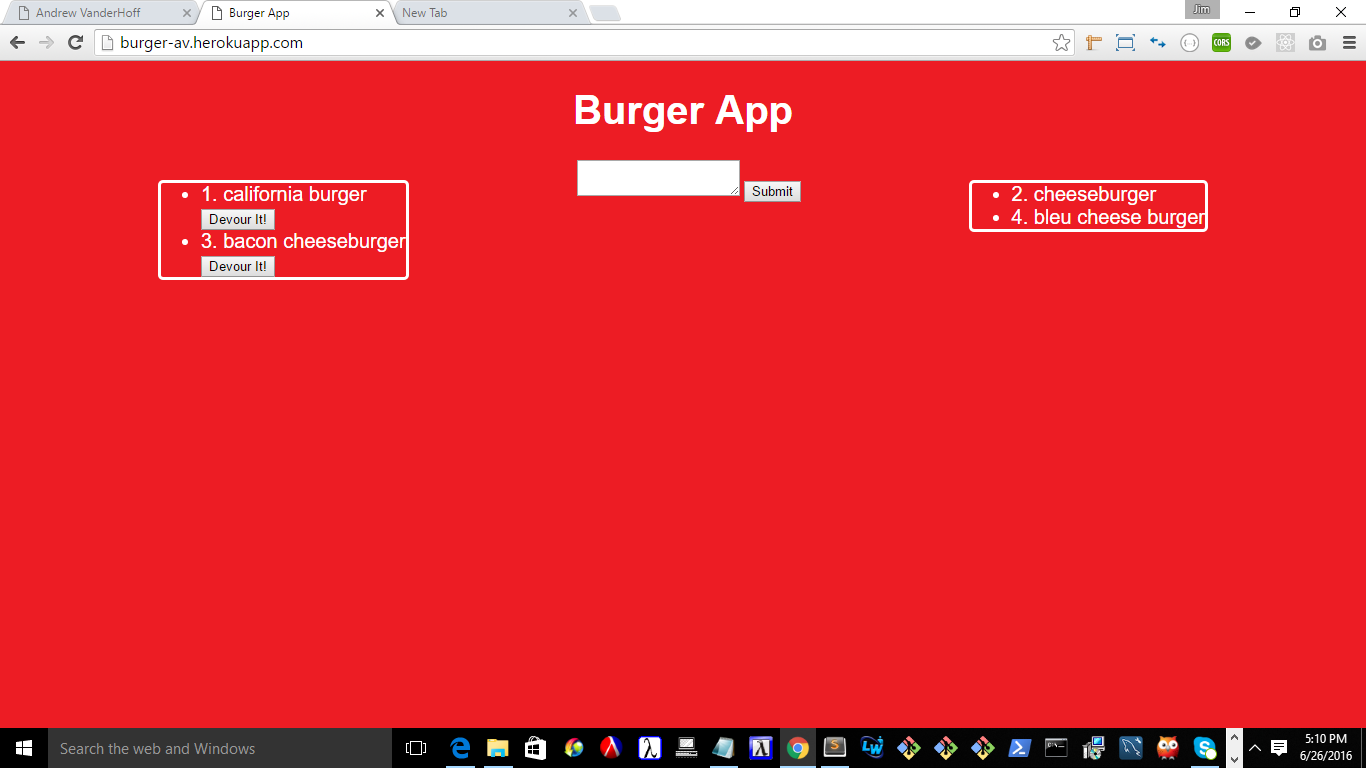 Andrew VanderHoff
Burger App
New Tab
Jim
burger-av.herokuapp.com
CORS
Burger App
1. california burger
Devour It!
3. bacon cheeseburger
Devour It!
Submit
2. cheeseburger
4. bleu cheese burger
Search the web and Windows
5:10 PM
6/26/2016